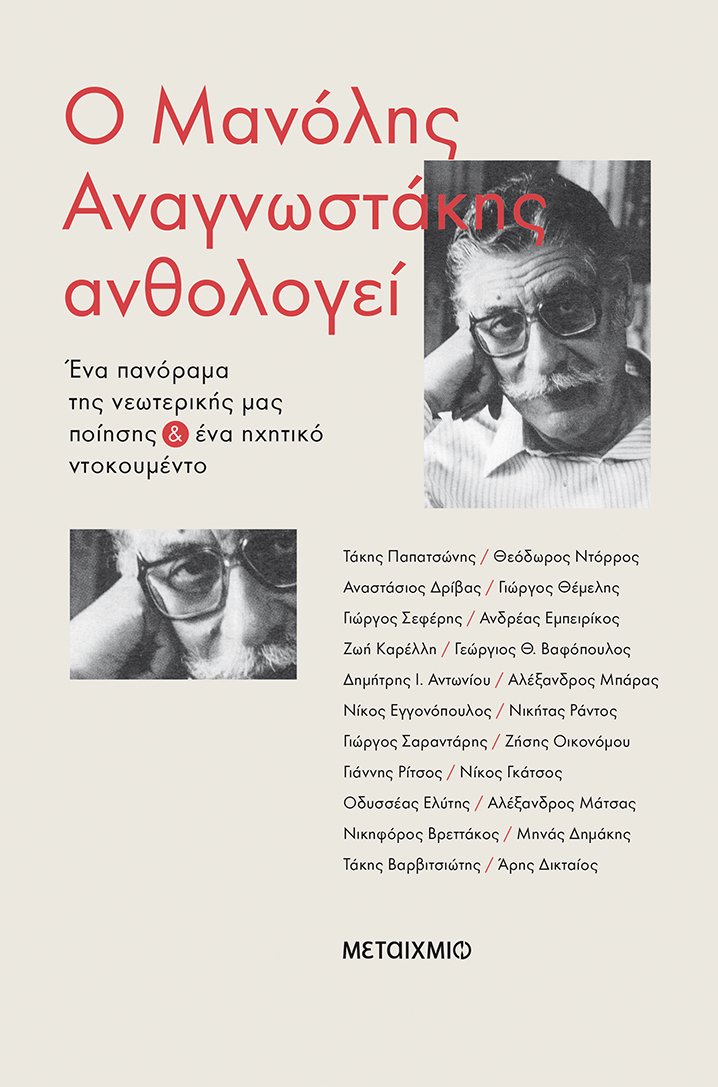 Ο Μανόλης
Αναγνωστάκης
ανθολογεί
Ένα πανόραμα
της νεωτερικής μας
ποίησης & ένα ηχητικό
ντοκουμέντο
Τάκης Παπατσώνης / Θεόδωρος Ντόρρος
Αναστάσιος Δρίβας / Γιώργος Θέμελης
Γιώργος Σεφέρης / Ανδρέας Εμπειρίκος
Ζωή Καρέλλη / Γεώργιος Θ. Βαφόπουλος
Δημήτρης Ι. Αντωνίου / Αλέξανδρος Μπάρας
Νίκος Εγγονόπουλος / Νικήτας Ράντος
Γιώργος Σαραντάρης / Ζήσης Οικονόμου
Γιάννης Ρίτσος / Νίκος Γκάτσος
Οδυσσέας Ελύτης / Αλέξανδρος Μάτσας
Νικηφόρος Βρεττάκος / Μηνάς Δημάκης
Τάκης Βαρβιτσιώτης / Άρης Δικταίος
ΜΕΤΑΙΧΜΙΟ